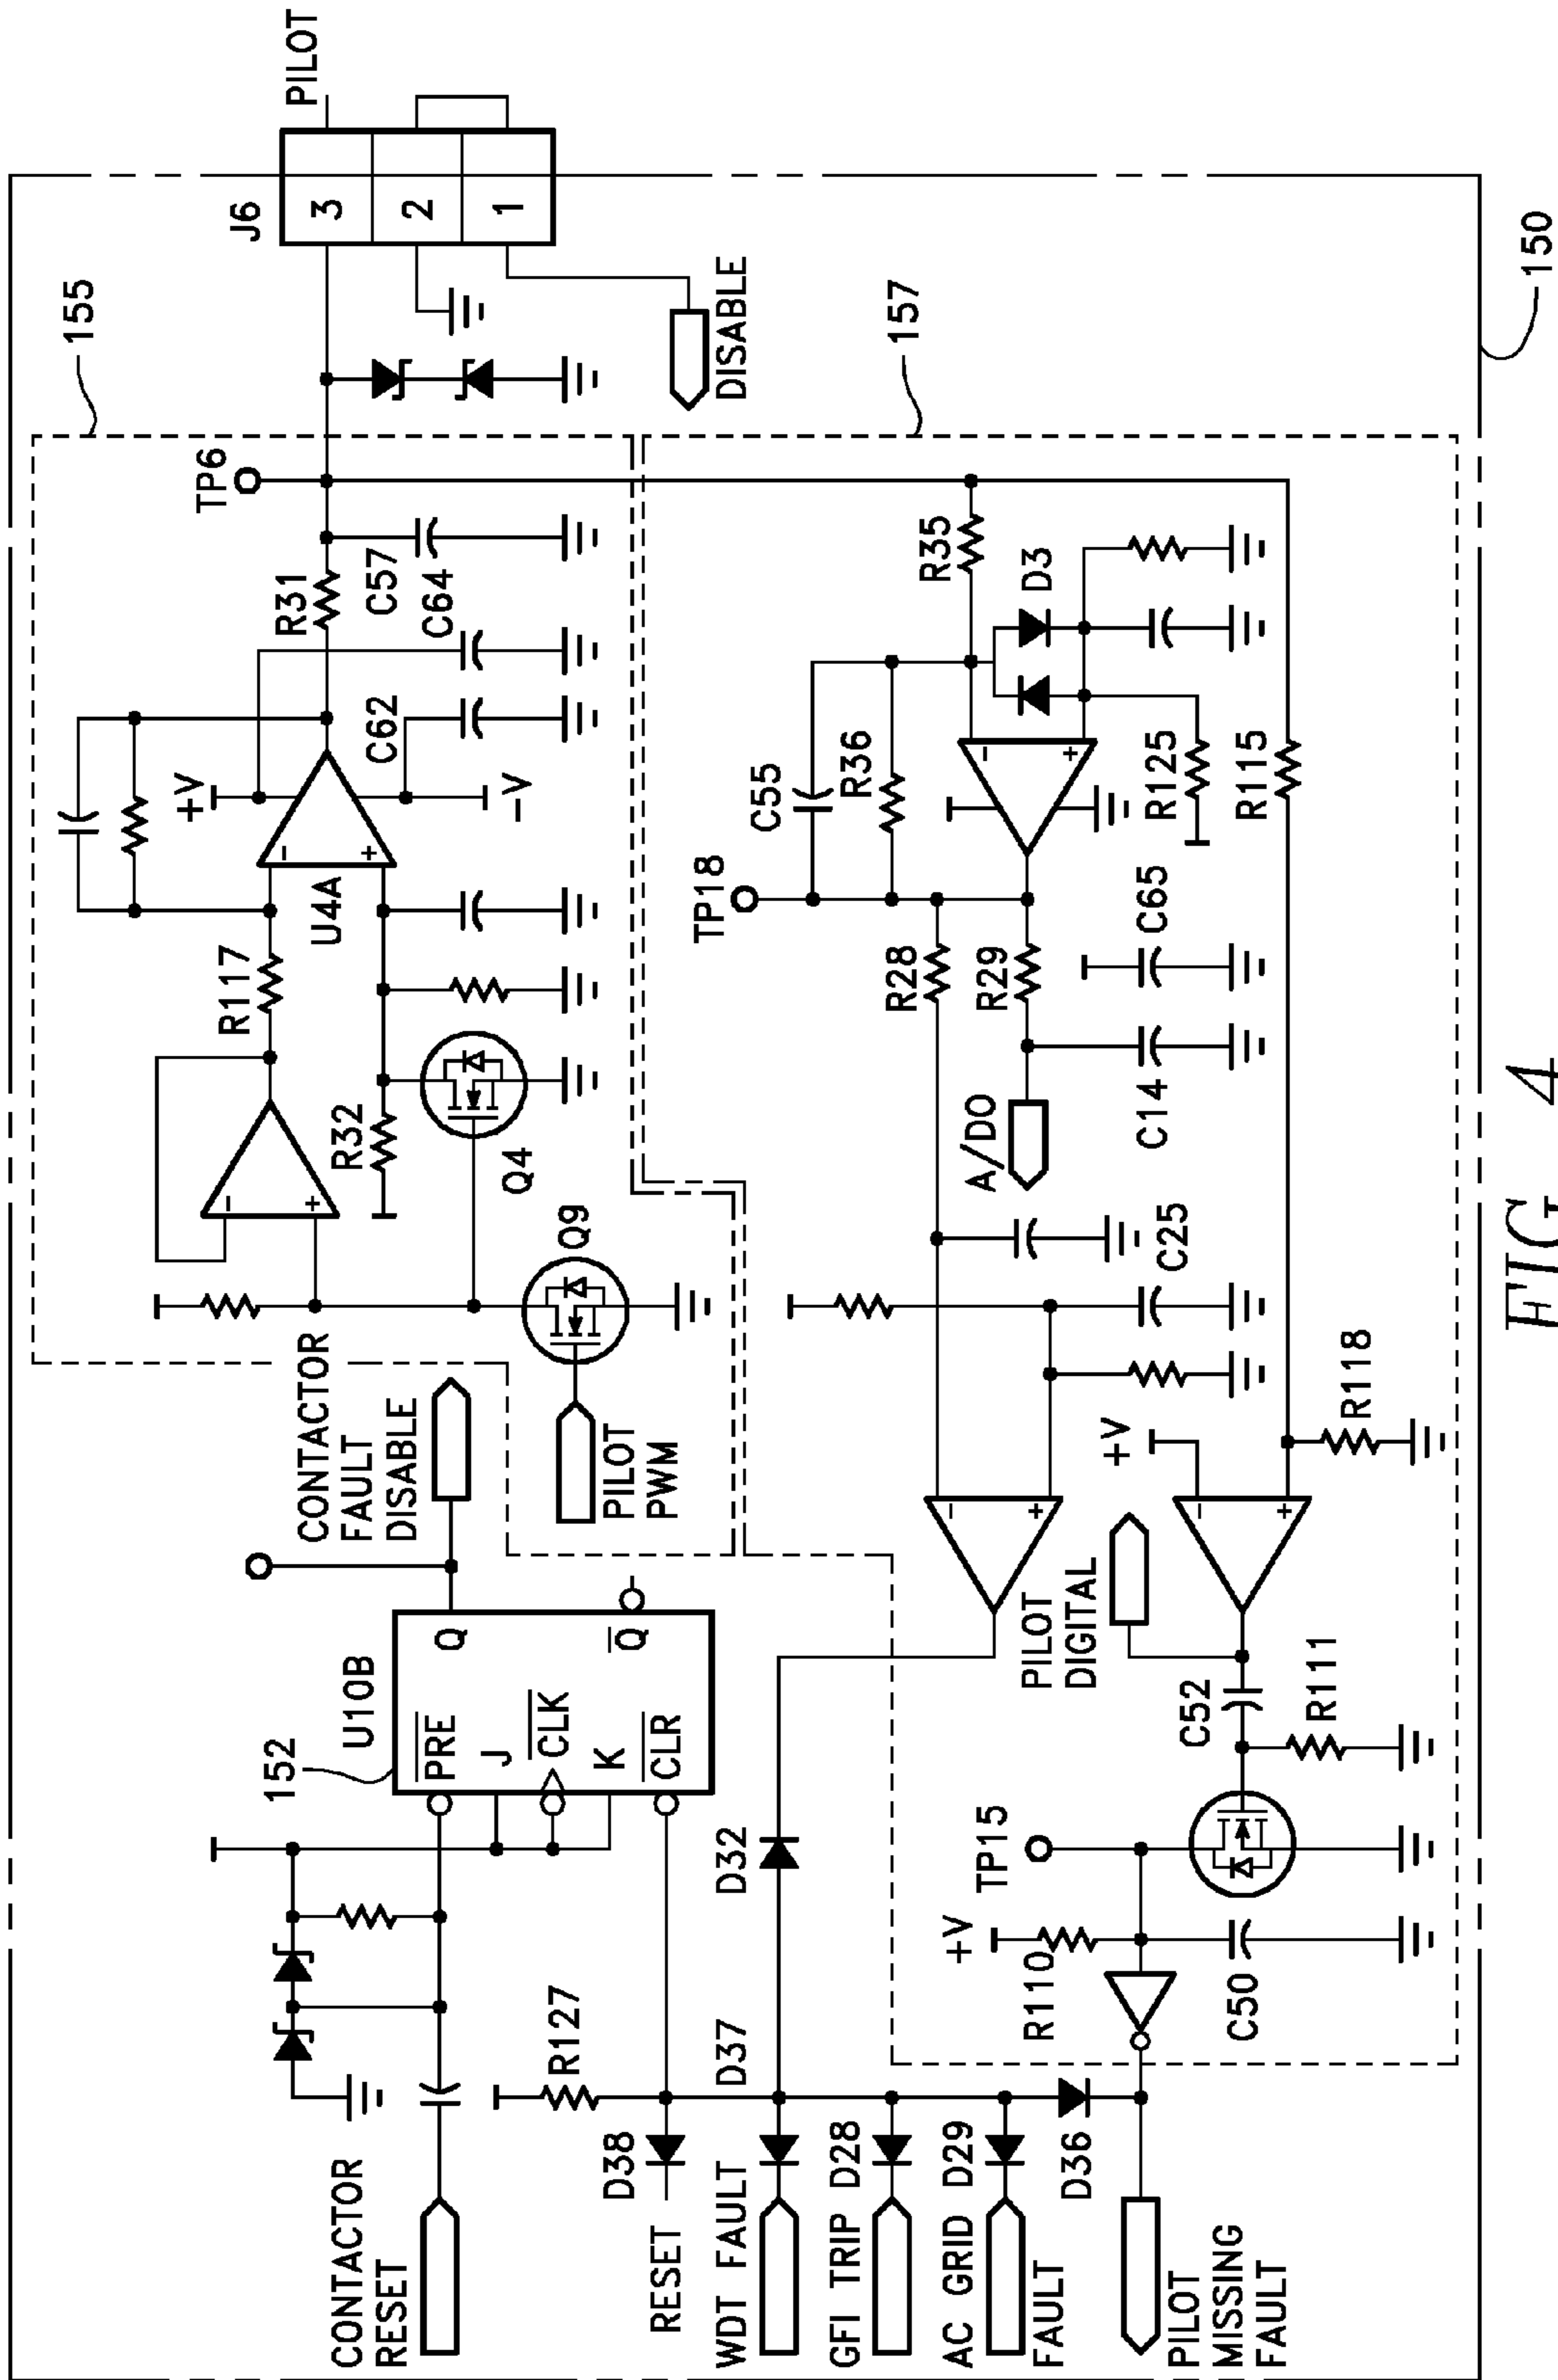 PILOT
J6
3
2
1
DISABLE
155
157
150
TP6
R31
C57
C64
C62
+V
-V
-
+
U4A
R117
-
+
R32
Q4
Q9
PILOT
PWM
CONTACTOR
FAULT
DISABLE
152
U10B
PRE
J
CLK
K
CLR
Q
Q
CONTACTOR
RESET
R127
D38
RESET
D37
WDT FAULT
D32
GFI TRIP D28
AC GRID D29
FAULT
D36
PILOT
MISSING
FAULT
R35
D3
C55
R36
-
+
R125
R115
TP18
R28
R29
C65
C14
A/D0
C25
-
+
+V
-
+
R118
PILOT
DIGITAL
C52
R111
TP15
+V
R110
C50
FIG 4